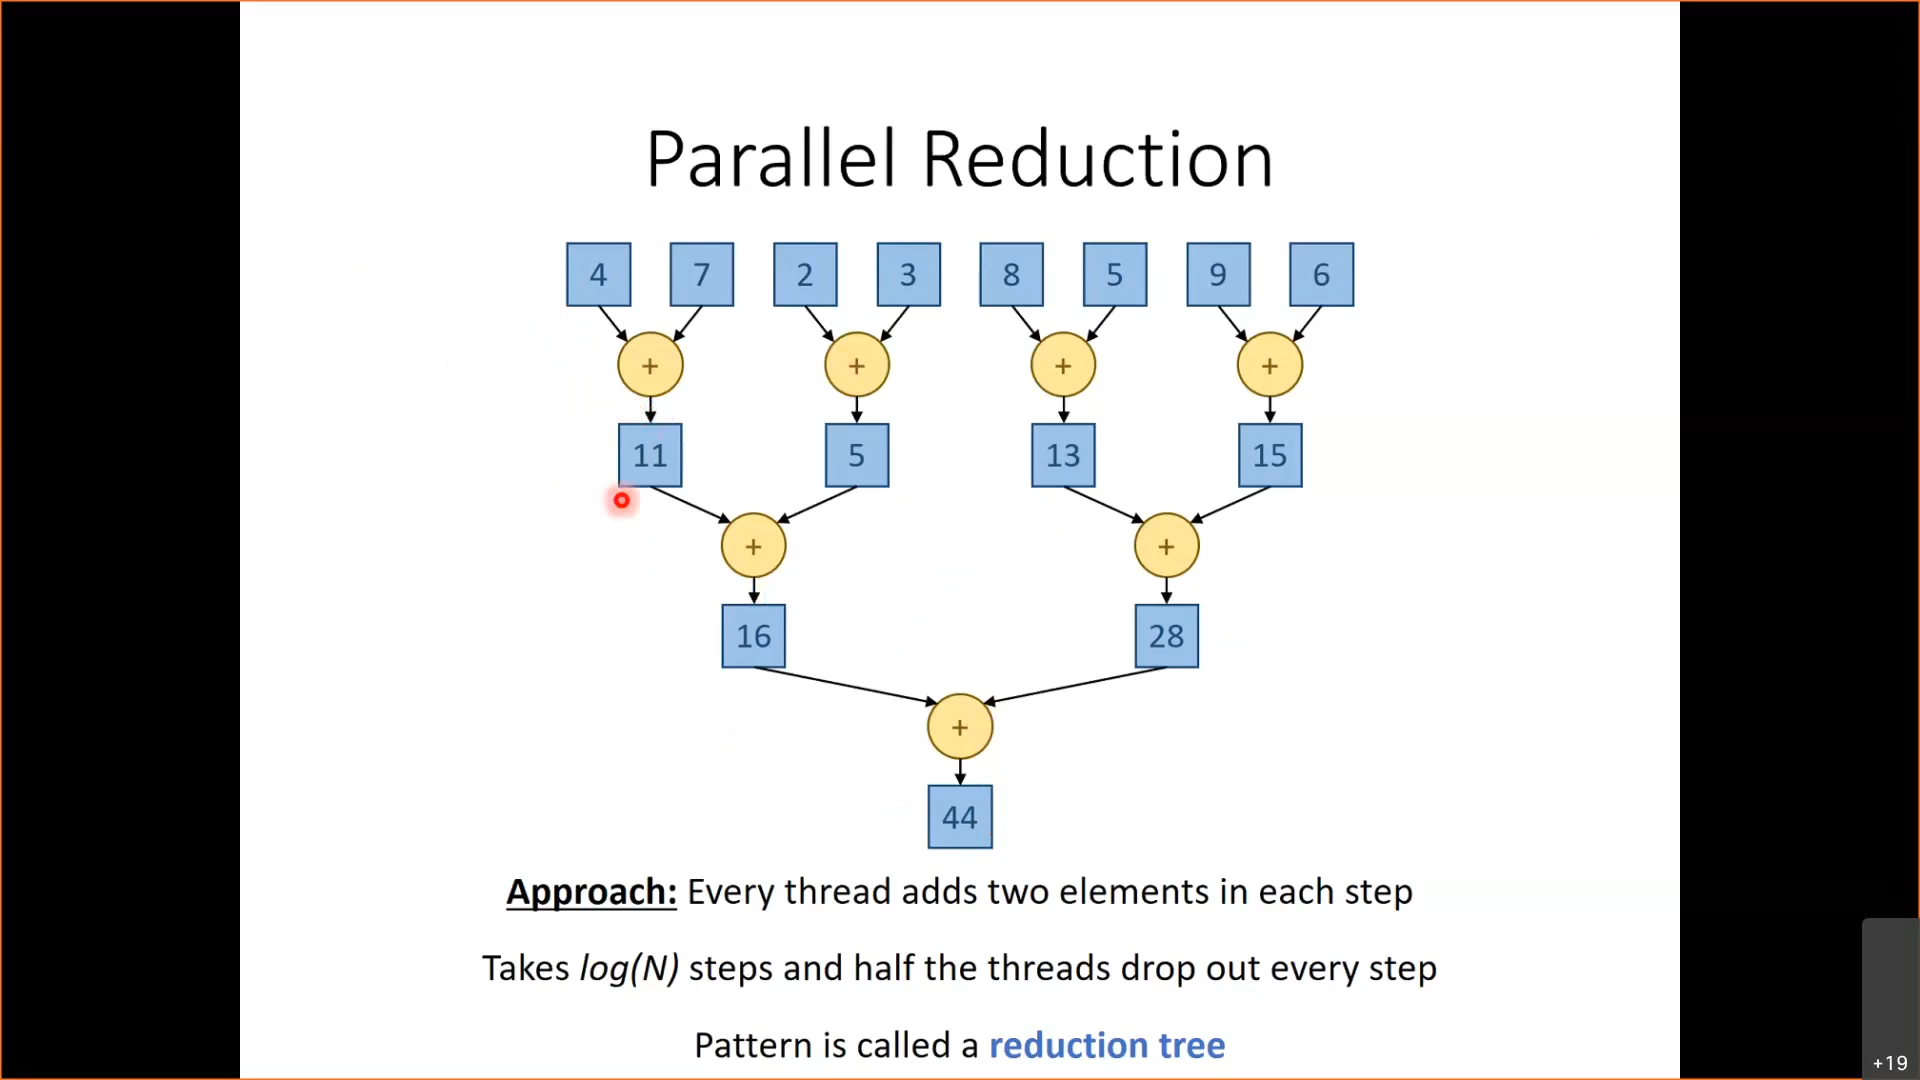 Parallel Reduction
4 7 2 3 8 5 9 6
+ + + +
11 5 13 15
+ +
16 28
+
44
Approach: Every thread adds two elements in each step
Takes log(N) steps and half the threads drop out every step
Pattern is called a reduction tree
+19